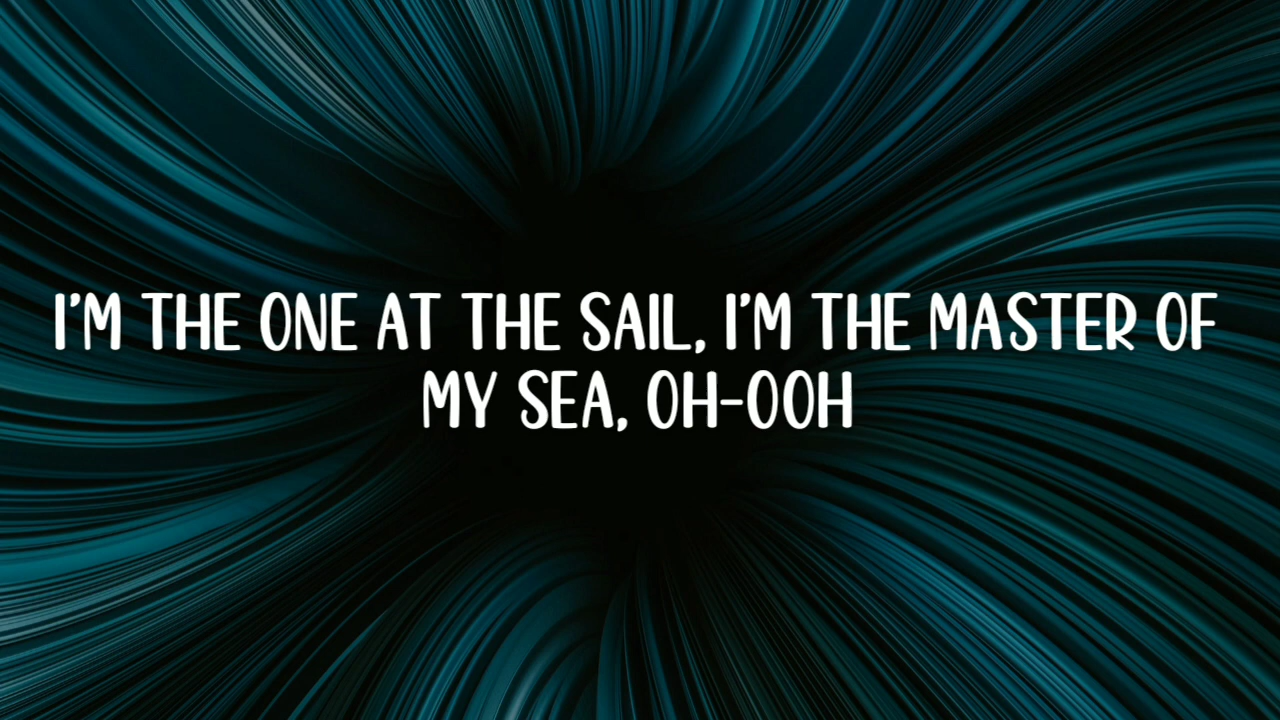 I'M THE ONE AT THE SAIL, I'M THE MASTER OF
MY SEA, OH-OOH